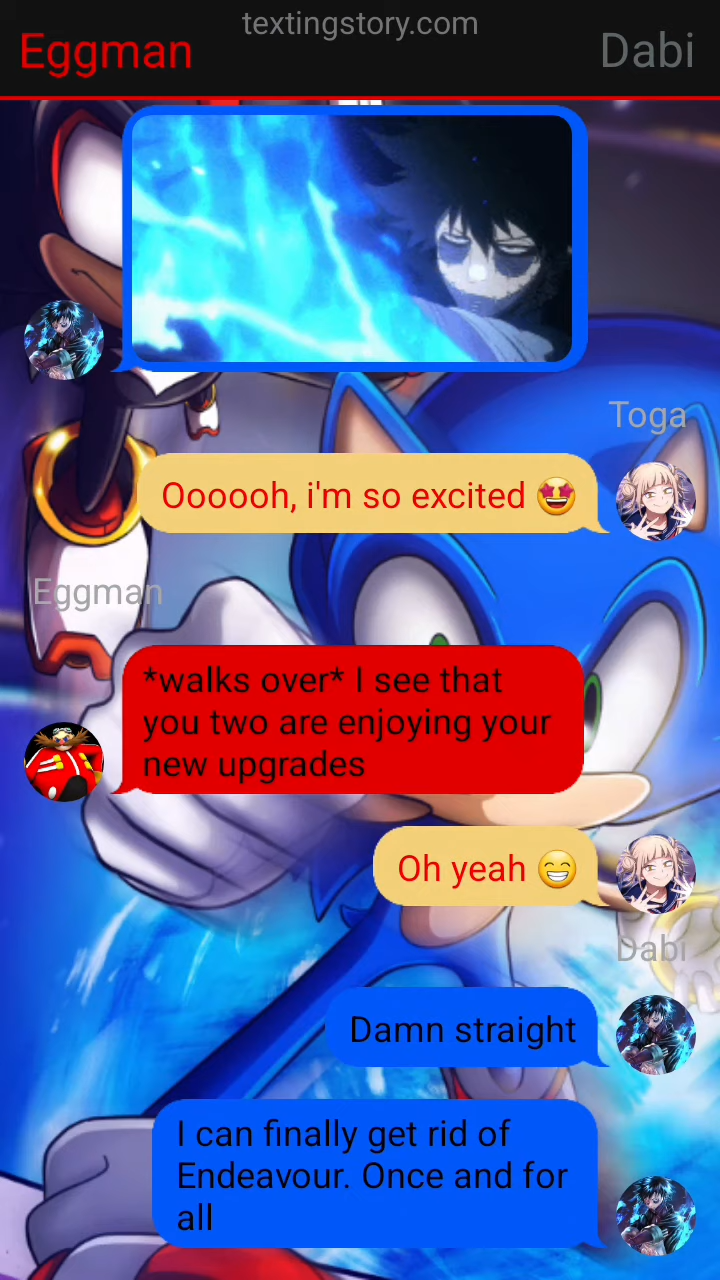 textingstory.com
Eggman
Dabi
Toga
Oooooh, i'm so excited 🤩
Eggman
*walks over* I see that
you two are enjoying your
new upgrades
Oh yeah 😁
Dabi
Damn straight
I can finally get rid of
Endeavour. Once and for
all